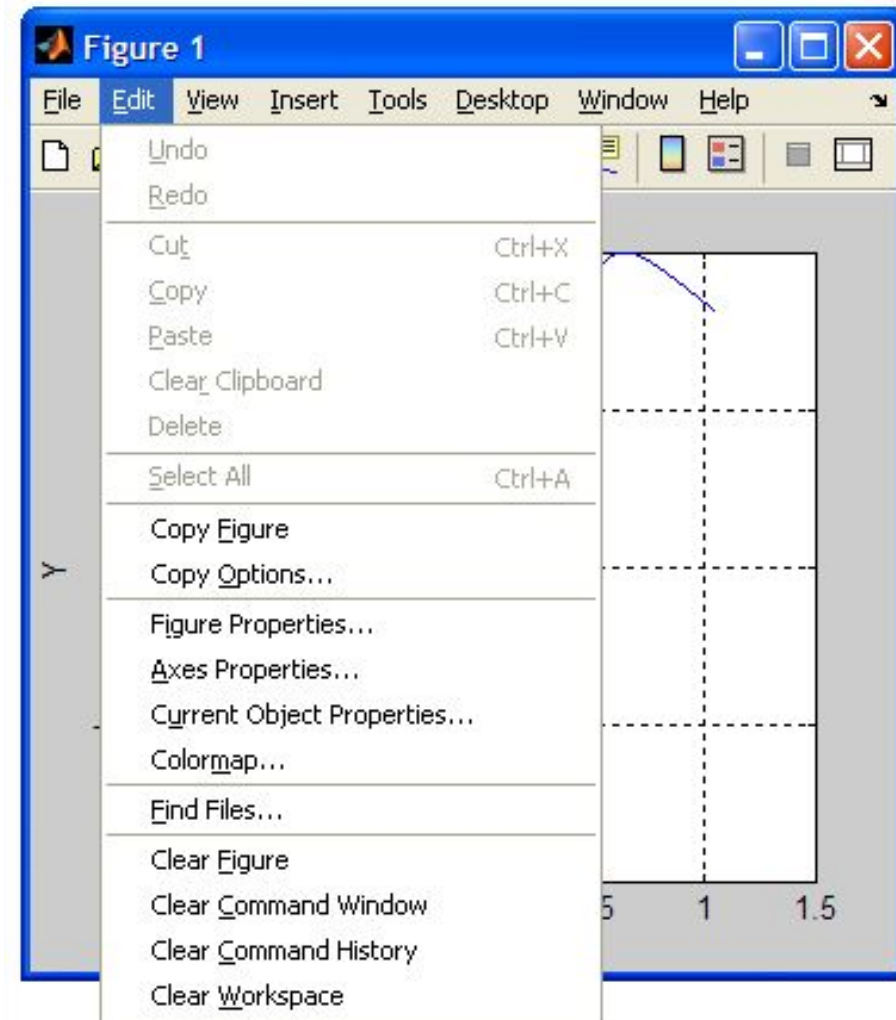 Figure 1
File Edit View Insert Tools Desktop Window Help
Undo
Redo
Cut Ctrl+X
Copy Ctrl+C
Paste Ctrl+V
Clear Clipboard
Delete
Select All Ctrl+A
Copy Figure
Copy Options...
Figure Properties...
Axes Properties...
Current Object Properties...
Colormap...
Find Files...
Clear Figure
Clear Command Window
Clear Command History
Clear Workspace
Y
5 1 1.5